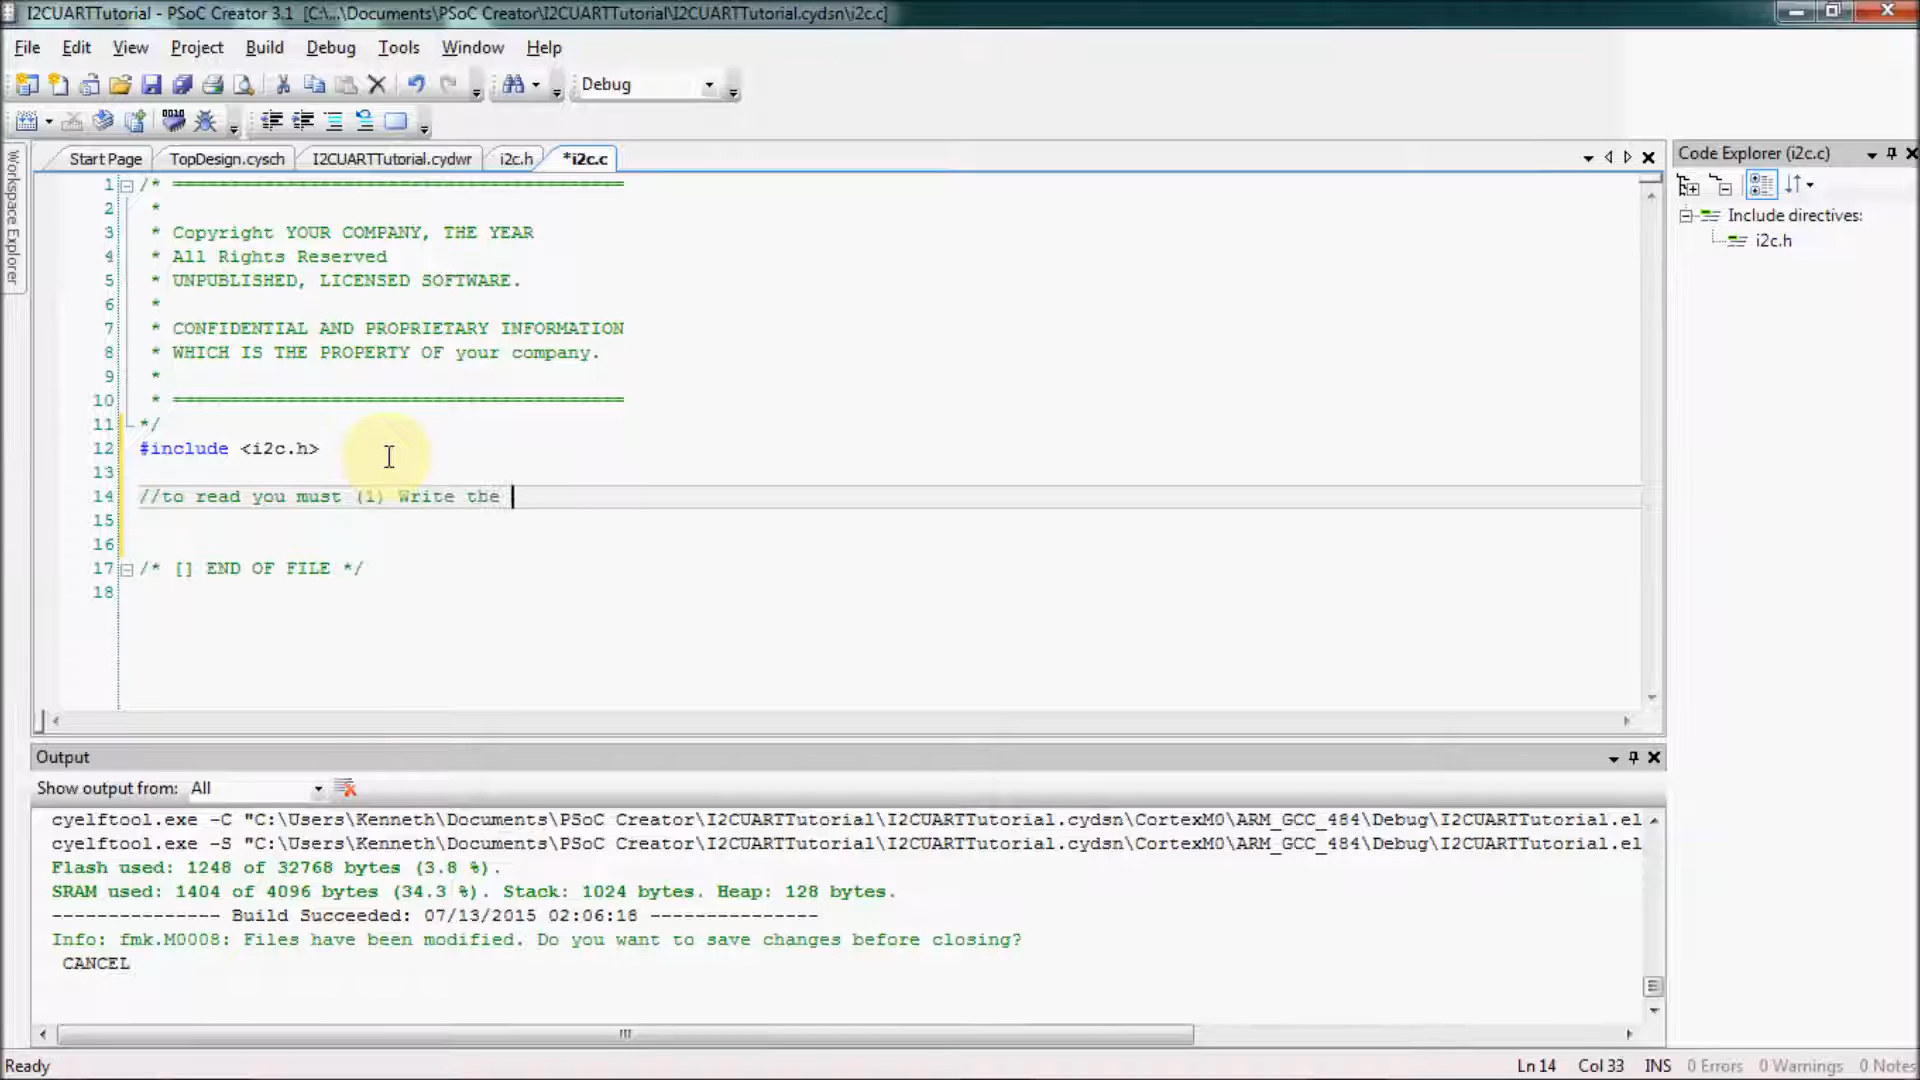 I2CUARTTutorial - PSoC Creator 3.1 [C:\...\Documents\PSoC Creator\I2CUARTTutorial\I2CUARTTutorial.cydsn\i2c.c]
File Edit View Project Build Debug Tools Window Help
Debug
Workspace Explorer
Start Page TopDesign.cysch I2CUARTTutorial.cydwr i2c.h *i2c.c
1 /* ========================================
2 *
3 * Copyright YOUR COMPANY, THE YEAR
4 * All Rights Reserved
5 * UNPUBLISHED, LICENSED SOFTWARE.
6 *
7 * CONFIDENTIAL AND PROPRIETARY INFORMATION
8 * WHICH IS THE PROPERTY OF your company.
9 *
10 * ========================================
11 */
12 #include <i2c.h>
13
14 //to read you must (1) Write the
15
16
17 /* [] END OF FILE */
18
Code Explorer (i2c.c)
Include directives:
i2c.h
Output
Show output from: All
cyelftool.exe -C "C:\Users\Kenneth\Documents\PSoC Creator\I2CUARTTutorial\I2CUARTTutorial.cydsn\CortexM0\ARM_GCC_484\Debug\I2CUARTTutorial.el
cyelftool.exe -S "C:\Users\Kenneth\Documents\PSoC Creator\I2CUARTTutorial\I2CUARTTutorial.cydsn\CortexM0\ARM_GCC_484\Debug\I2CUARTTutorial.el
Flash used: 1248 of 32768 bytes (3.8 %).
SRAM used: 1404 of 4096 bytes (34.3 %). Stack: 1024 bytes. Heap: 128 bytes.
--------------- Build Succeeded: 07/13/2015 02:06:18 ---------------
Info: fmk.M0008: Files have been modified. Do you want to save changes before closing?
CANCEL
Ready Ln 14 Col 33 INS 0 Errors 0 Warnings 0 Notes